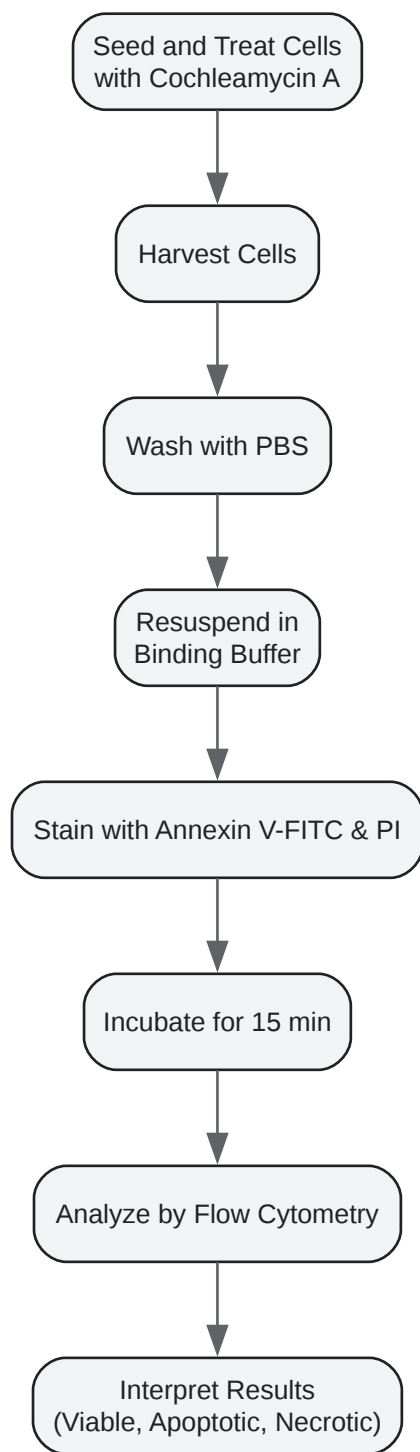 Seed and Treat Cells
with Cochleamycin A
Harvest Cells
Wash with PBS
Resuspend in
Binding Buffer
Stain with Annexin V-FITC & PI
Incubate for 15 min
Analyze by Flow Cytometry
Interpret Results
(Viable, Apoptotic, Necrotic)